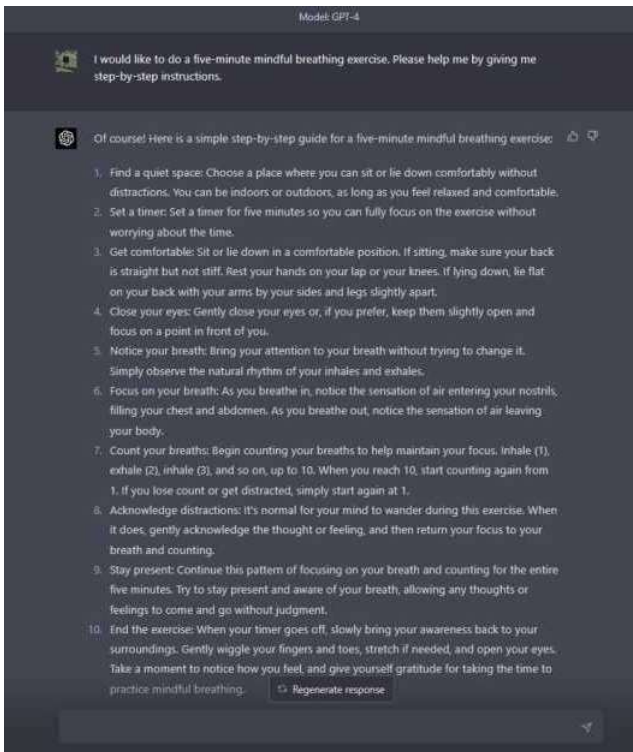 Model: GPT-4
I would like to do a five-minute mindful breathing exercise. Please help me by giving me
step-by-step instructions.
Of course! Here is a simple step-by-step guide for a five-minute mindful breathing exercise:
1. Find a quiet space: Choose a place where you can sit or lie down comfortably without
distractions. You can be indoors or outdoors, as long as you feel relaxed and comfortable.
2. Set a timer: Set a timer for five minutes so you can fully focus on the exercise without
worrying about the time.
3. Get comfortable: Sit or lie down in a comfortable position. If sitting, make sure your back
is straight but not stiff. Rest your hands on your lap or your knees. If lying down, lie flat
on your back with your arms by your sides and legs slightly apart.
4. Close your eyes: Gently close your eyes or, if you prefer, keep them slightly open and
focus on a point in front of you.
5. Notice your breath: Bring your attention to your breath without trying to change it.
Simply observe the natural rhythm of your inhales and exhales.
6. Focus on your breath: As you breathe in, notice the sensation of air entering your nostrils,
filling your chest and abdomen. As you breathe out, notice the sensation of air leaving
your body.
7. Count your breaths: Begin counting your breaths to help maintain your focus. Inhale (1),
exhale (2), inhale (3), and so on, up to 10. When you reach 10, start counting again from
1. If you lose count or get distracted, simply start again at 1.
8. Acknowledge distractions: It's normal for your mind to wander during this exercise. When
it does, gently acknowledge the thought or feeling, and then return your focus to your
breath and counting.
9. Stay present: Continue this pattern of focusing on your breath and counting for the entire
five minutes. Try to stay present and aware of your breath, allowing any thoughts or
feelings to come and go without judgment.
10. End the exercise: When your timer goes off, slowly bring your awareness back to your
surroundings. Gently wiggle your fingers and toes, stretch if needed, and open your eyes.
Take a moment to notice how you feel, and give yourself gratitude for taking the time to
practice mindful breathing.
Regenerate response